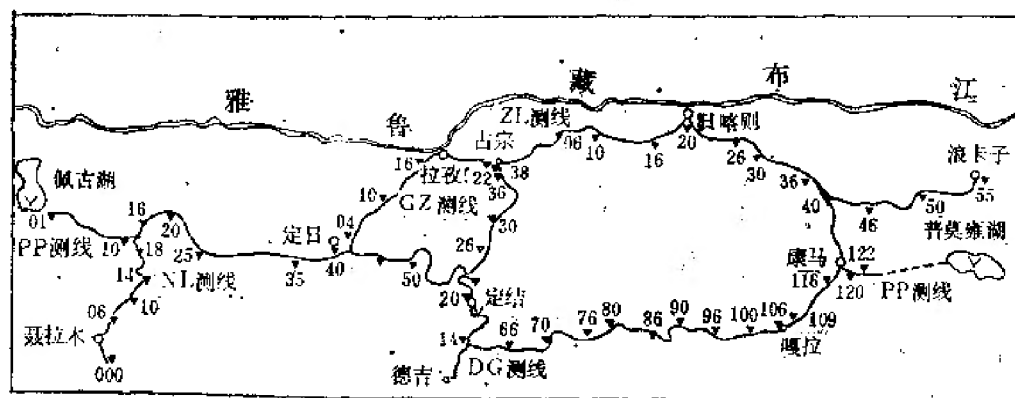 雅
鲁
藏
布
江
ZL测线
占宗
06
10
16
日喀则
20
26
30
36
40
46
50
浪卡子
55
普莫雍湖
佩古湖
01
PP测线
10
16
18
20
25
14
NL测线
10
06
聂拉木
000
35
定日
40
04
10
16
拉孜
GZ测线
22
38
36
30
26
50
20
定结
14
德吉
66
DG测线
70
76
80
86
90
96
100
106
109
嘎拉
116
康马
120
122
PP测线